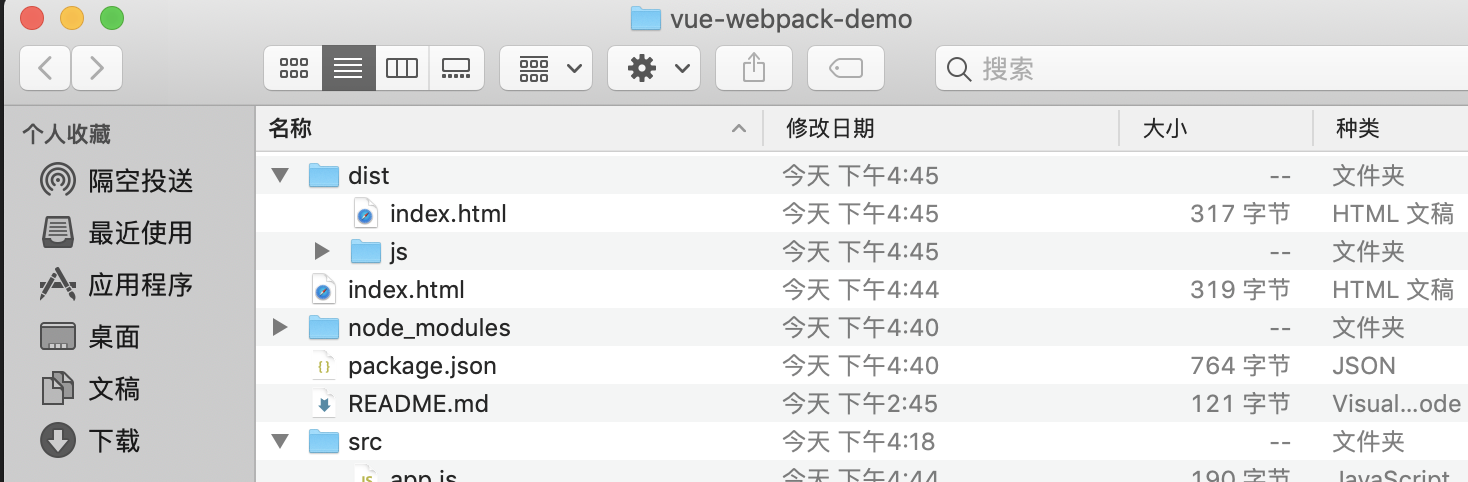 vue-webpack-demo
搜索
个人收藏
隔空投送
最近使用
应用程序
桌面
文稿
下载
名称 修改日期 大小 种类
dist 今天 下午4:45 -- 文件夹
index.html 今天 下午4:45 317 字节 HTML 文稿
js 今天 下午4:45 -- 文件夹
index.html 今天 下午4:44 319 字节 HTML 文稿
node_modules 今天 下午4:40 -- 文件夹
package.json 今天 下午4:40 764 字节 JSON
README.md 今天 下午2:45 121 字节 Visual...ode
src 今天 下午4:18 -- 文件夹
app.js 今天 下午4:44 190 字节 JavaScript